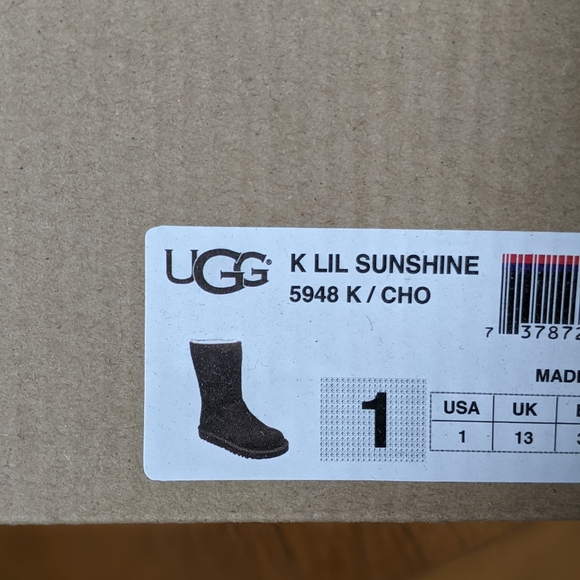 UGG® K LIL SUNSHINE
5948 K / CHO
7 37872
MADE
1
USA UK
1 13